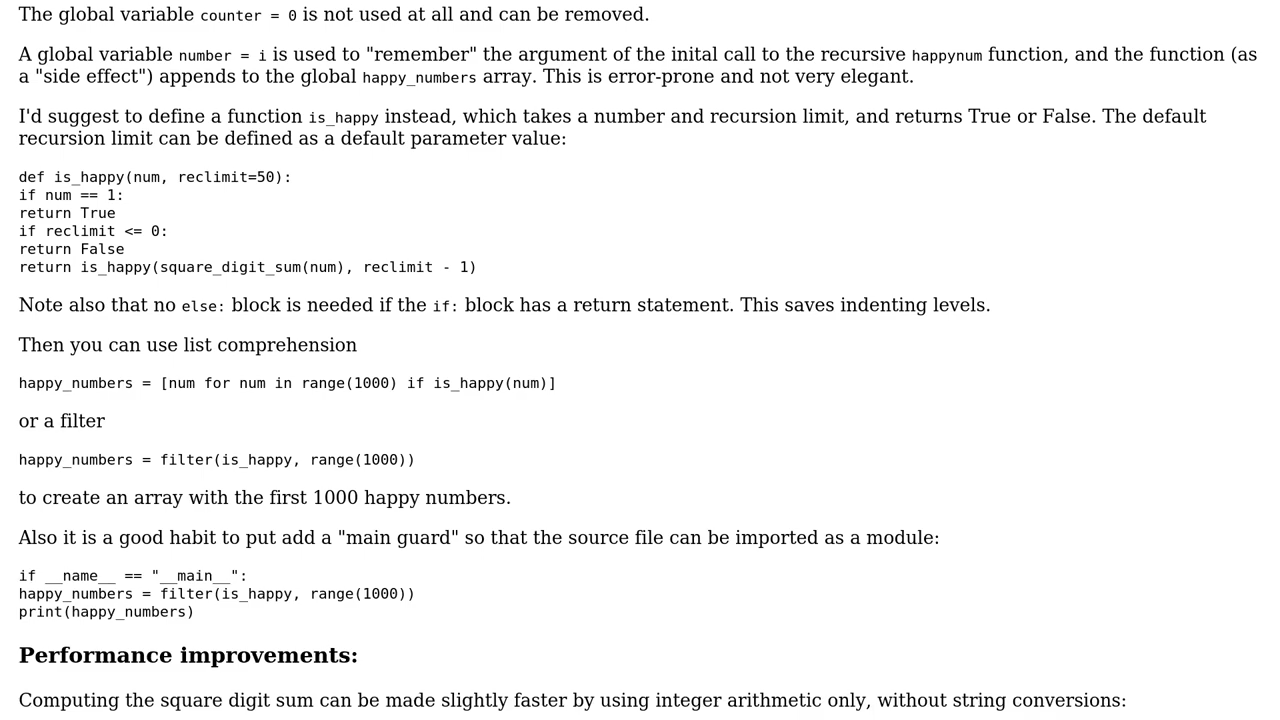 The global variable counter = 0 is not used at all and can be removed.
A global variable number = i is used to "remember" the argument of the inital call to the recursive happynum function, and the function (as
a "side effect") appends to the global happy_numbers array. This is error-prone and not very elegant.
I'd suggest to define a function is_happy instead, which takes a number and recursion limit, and returns True or False. The default
recursion limit can be defined as a default parameter value:
def is_happy(num, reclimit=50):
if num == 1:
return True
if reclimit <= 0:
return False
return is_happy(square_digit_sum(num), reclimit - 1)
Note also that no else: block is needed if the if: block has a return statement. This saves indenting levels.
Then you can use list comprehension
happy_numbers = [num for num in range(1000) if is_happy(num)]
or a filter
happy_numbers = filter(is_happy, range(1000))
to create an array with the first 1000 happy numbers.
Also it is a good habit to put add a "main guard" so that the source file can be imported as a module:
if __name__ == "__main__":
happy_numbers = filter(is_happy, range(1000))
print(happy_numbers)
Performance improvements:
Computing the square digit sum can be made slightly faster by using integer arithmetic only, without string conversions: